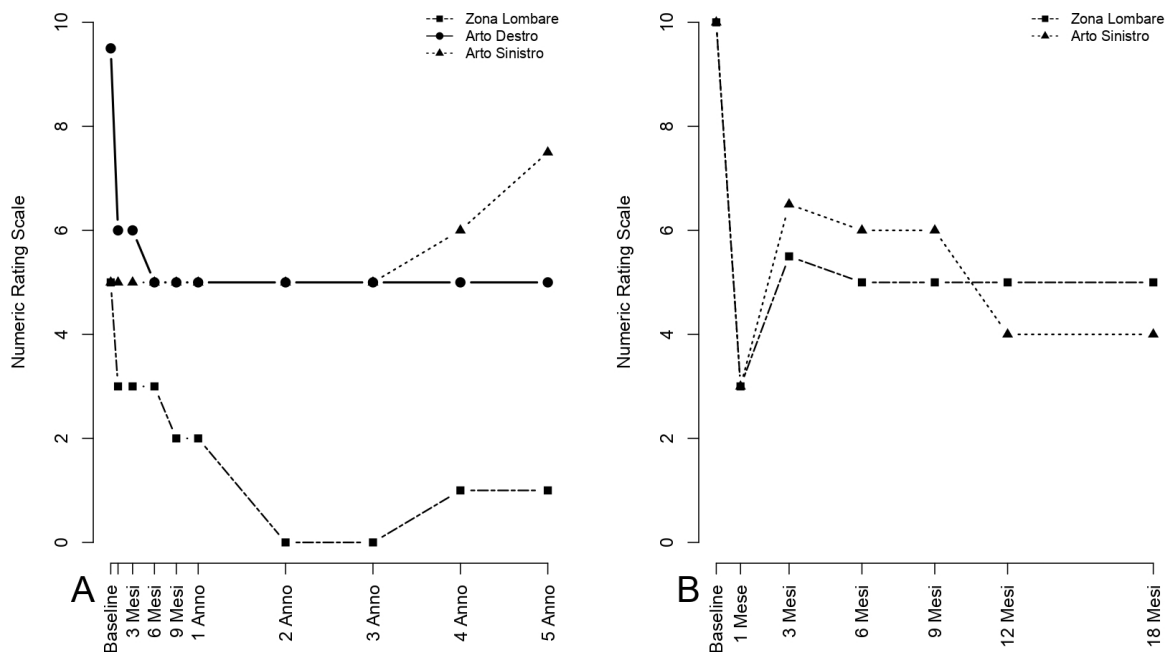 Zona Lombare
Arto Destro
Arto Sinistro
Numeric Rating Scale
10
8
6
4
2
0
Baseline
3 Mesi
6 Mesi
9 Mesi
1 Anno
2 Anno
3 Anno
4 Anno
5 Anno
A
Zona Lombare
Arto Sinistro
Numeric Rating Scale
10
8
6
4
2
0
Baseline
1 Mese
3 Mesi
6 Mesi
9 Mesi
12 Mesi
18 Mesi
B